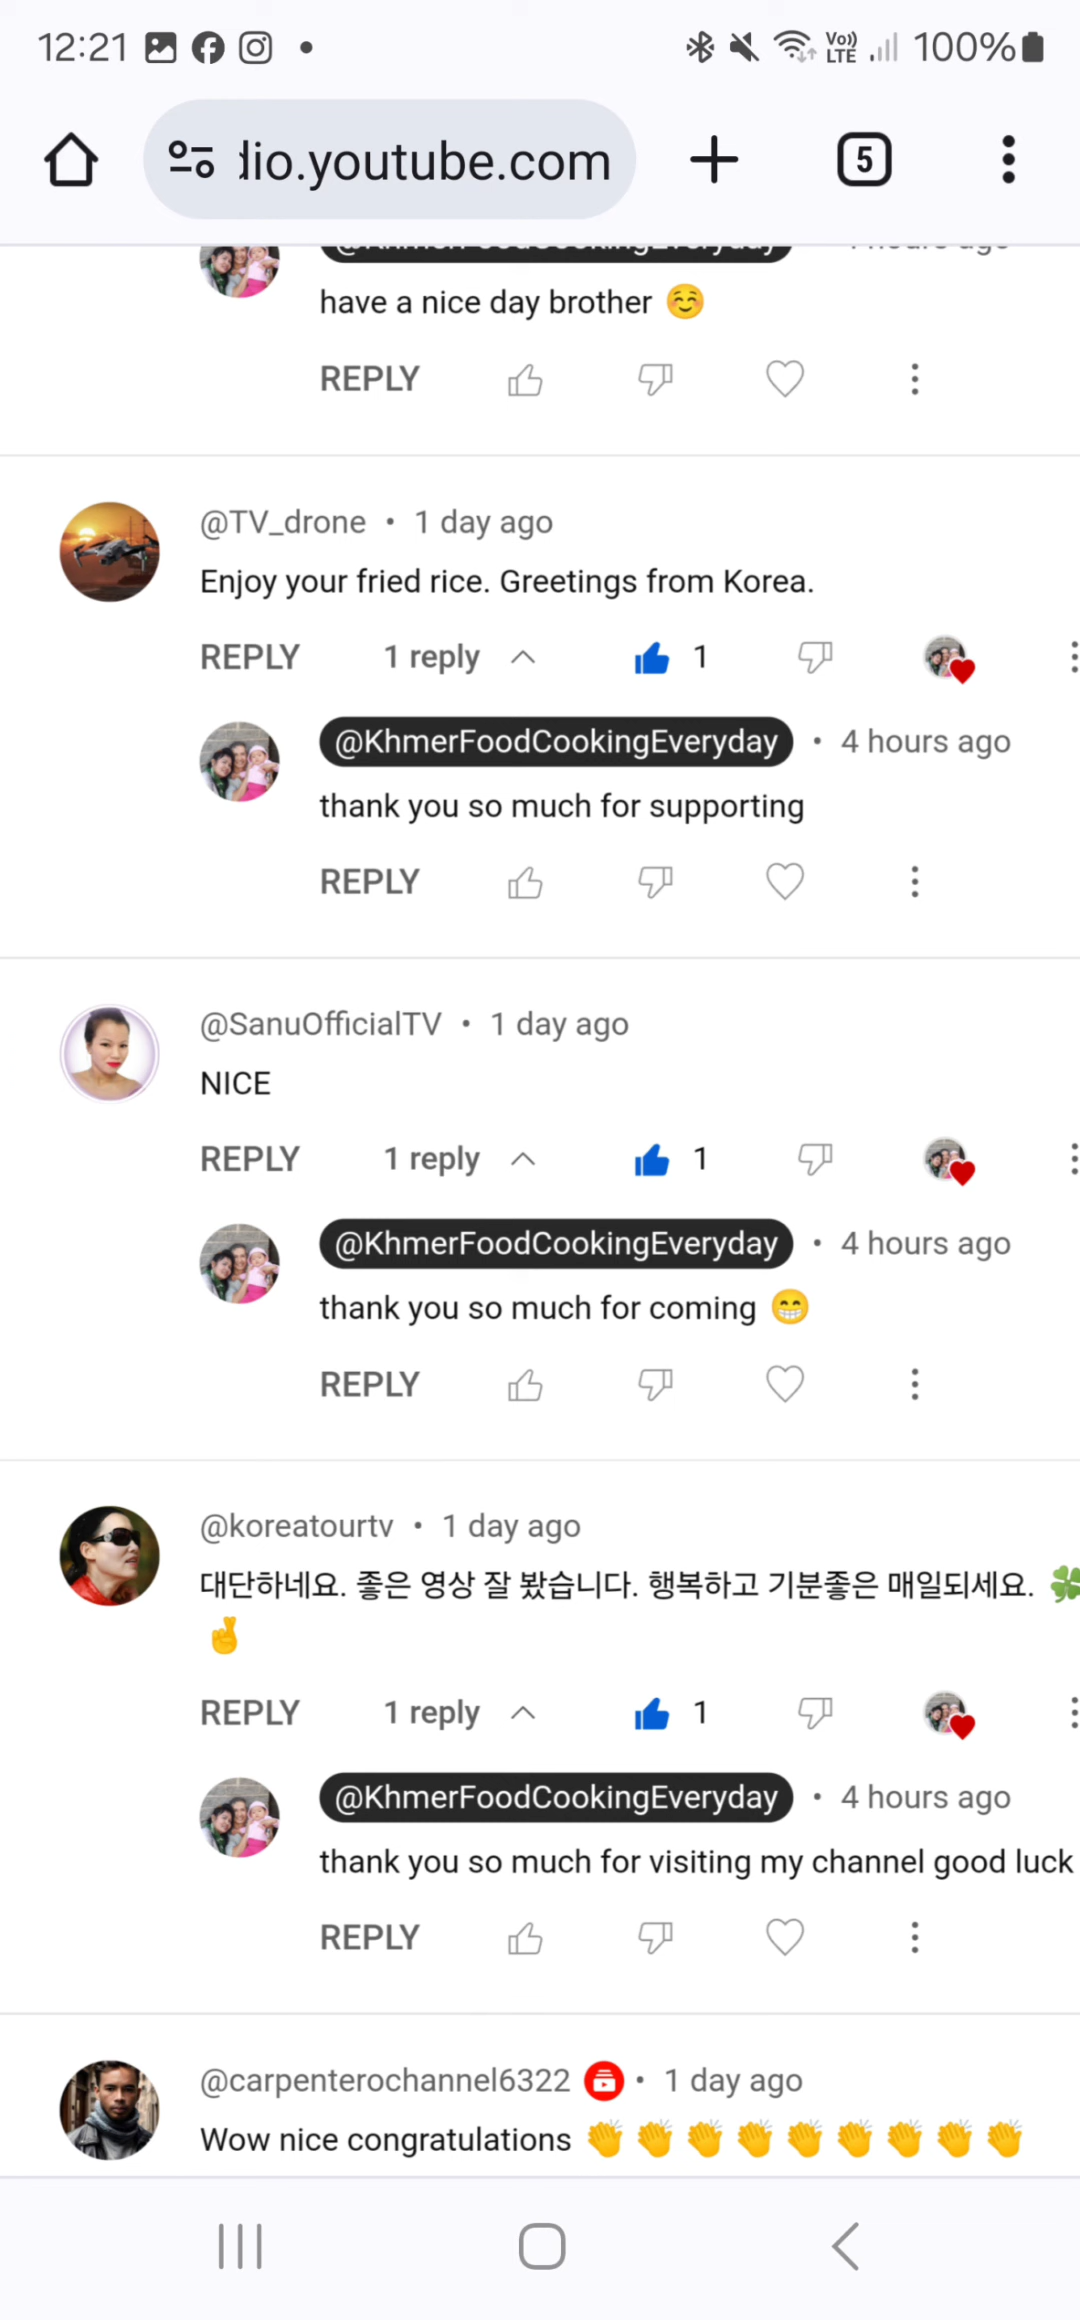 12:21 Vo)) LTE 100%
dio.youtube.com 5
@KhmerFoodCookingEveryday hours ago
have a nice day brother ☺️
REPLY
@TV_drone • 1 day ago
Enjoy your fried rice. Greetings from Korea.
REPLY 1 reply 1
@KhmerFoodCookingEveryday • 4 hours ago
thank you so much for supporting
REPLY
@SanuOfficialTV • 1 day ago
NICE
REPLY 1 reply 1
@KhmerFoodCookingEveryday • 4 hours ago
thank you so much for coming 😁
REPLY
@koreatourtv • 1 day ago
대단하네요. 좋은 영상 잘 봤습니다. 행복하고 기분좋은 매일되세요. 🍀
🤞
REPLY 1 reply 1
@KhmerFoodCookingEveryday • 4 hours ago
thank you so much for visiting my channel good luck
REPLY
@carpenterochannel6322 • 1 day ago
Wow nice congratulations 👏👏👏👏👏👏👏👏👏